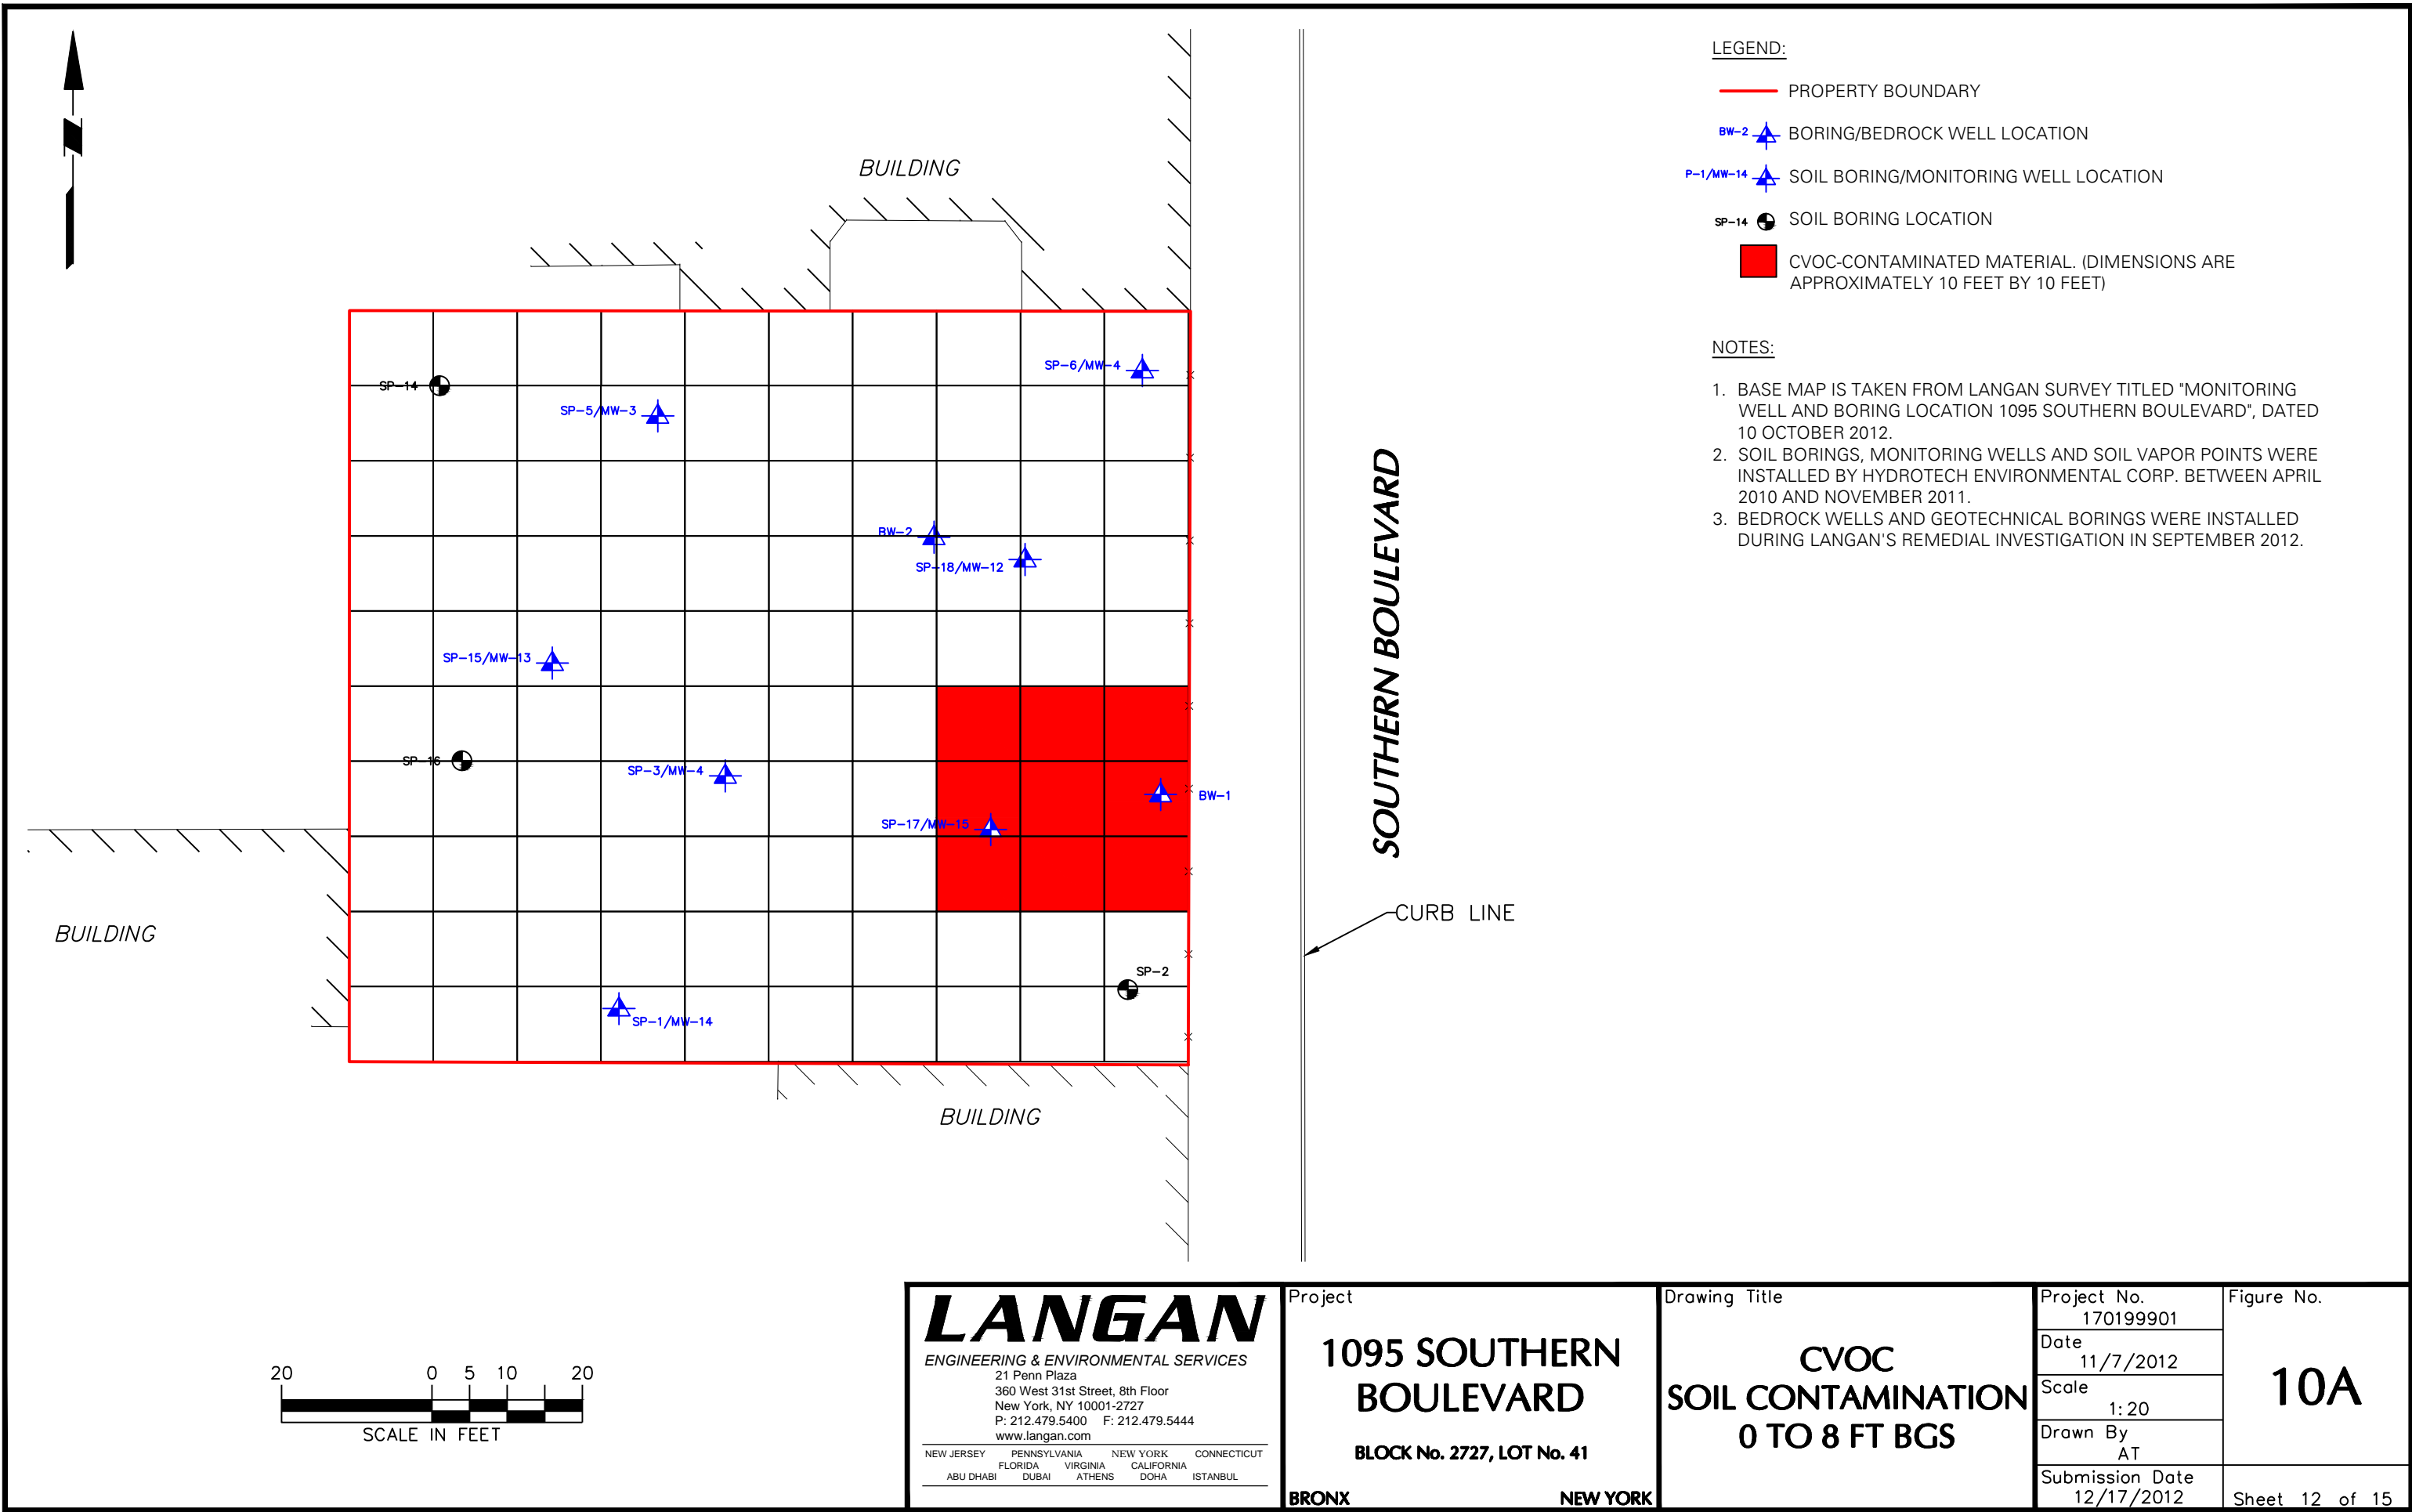 LEGEND:
PROPERTY BOUNDARY
BW-2 BORING/BEDROCK WELL LOCATION
P-1/MW-14 SOIL BORING/MONITORING WELL LOCATION
SP-14 SOIL BORING LOCATION
CVOC-CONTAMINATED MATERIAL. (DIMENSIONS ARE
APPROXIMATELY 10 FEET BY 10 FEET)
NOTES:
1. BASE MAP IS TAKEN FROM LANGAN SURVEY TITLED "MONITORING
WELL AND BORING LOCATION 1095 SOUTHERN BOULEVARD", DATED
10 OCTOBER 2012.
2. SOIL BORINGS, MONITORING WELLS AND SOIL VAPOR POINTS WERE
INSTALLED BY HYDROTECH ENVIRONMENTAL CORP. BETWEEN APRIL
2010 AND NOVEMBER 2011.
3. BEDROCK WELLS AND GEOTECHNICAL BORINGS WERE INSTALLED
DURING LANGAN'S REMEDIAL INVESTIGATION IN SEPTEMBER 2012.
N
BUILDING
SP-6/MW-4
SP-14
SP-5/MW-3
BW-2
SP-18/MW-12
SP-15/MW-13
SP-16
SP-3/MW-4
BW-1
SP-17/MW-15
SOUTHERN BOULEVARD
CURB LINE
BUILDING
SP-2
SP-1/MW-14
BUILDING
20 0 5 10 20
SCALE IN FEET
LANGAN
ENGINEERING & ENVIRONMENTAL SERVICES
21 Penn Plaza
360 West 31st Street, 8th Floor
New York, NY 10001-2727
P: 212.479.5400 F: 212.479.5444
www.langan.com
NEW JERSEY PENNSYLVANIA NEW YORK CONNECTICUT
FLORIDA VIRGINIA CALIFORNIA
ABU DHABI DUBAI ATHENS DOHA ISTANBUL
Project
1095 SOUTHERN
BOULEVARD
BLOCK No. 2727, LOT No. 41
BRONX NEW YORK
Drawing Title
CVOC
SOIL CONTAMINATION
0 TO 8 FT BGS
Project No.
170199901
Date
11/7/2012
Scale
1:20
Drawn By
AT
Submission Date
12/17/2012
Figure No.
10A
Sheet 12 of 15